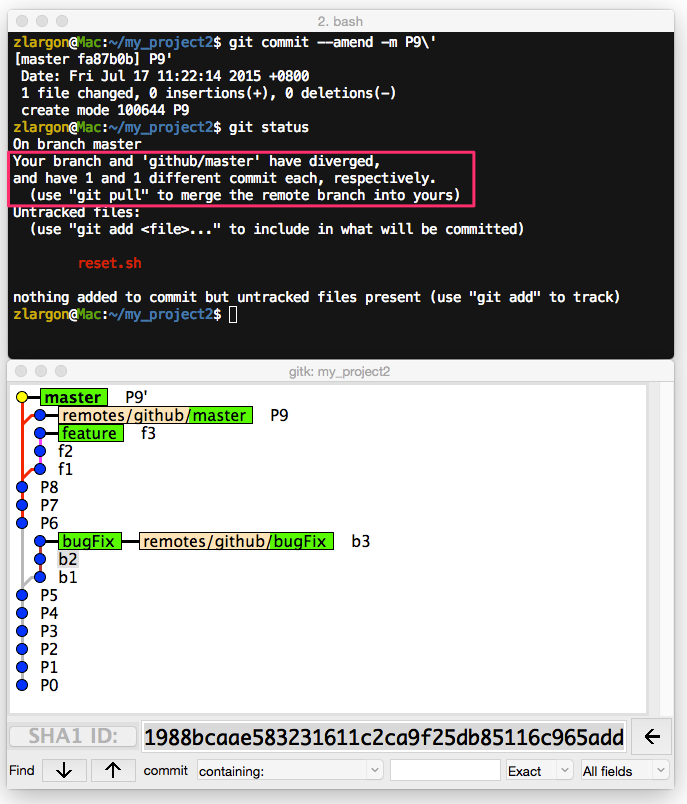 2. bash
zlargon@Mac:~/my_project2$ git commit --amend -m P9\'
[master fa87b0b] P9'
Date: Fri Jul 17 11:22:14 2015 +0800
1 file changed, 0 insertions(+), 0 deletions(-)
create mode 100644 P9
zlargon@Mac:~/my_project2$ git status
On branch master
Your branch and 'github/master' have diverged,
and have 1 and 1 different commit each, respectively.
(use "git pull" to merge the remote branch into yours)
Untracked files:
(use "git add <file>..." to include in what will be committed)
reset.sh
nothing added to commit but untracked files present (use "git add" to track)
zlargon@Mac:~/my_project2$
gitk: my_project2
master P9'
remotes/github/master P9
feature f3
f2
f1
P8
P7
P6
bugFix remotes/github/bugFix b3
b2
b1
P5
P4
P3
P2
P1
P0
SHA1 ID: 1988bcaae583231611c2ca9f25db85116c965add
Find commit containing: Exact All fields